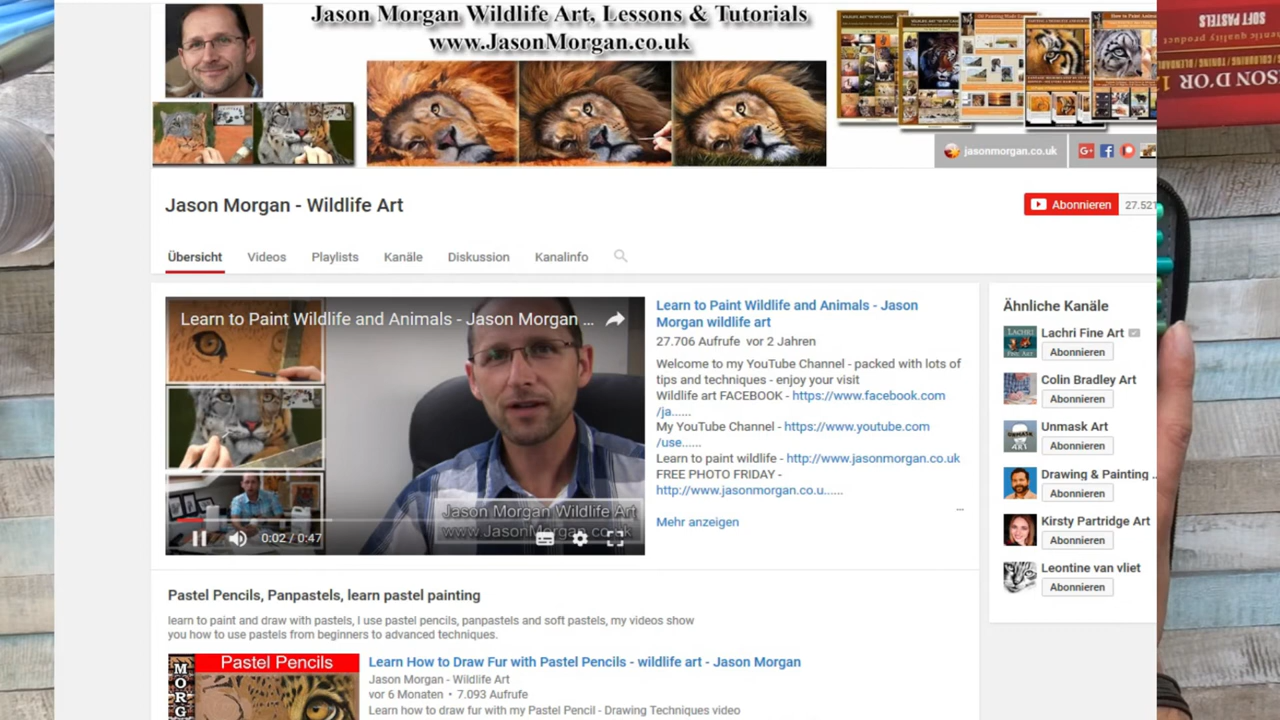 Jason Morgan Wildlife Art, Lessons & Tutorials
www.JasonMorgan.co.uk
jasonmorgan.co.uk
SOFT PASTELS
Jason Morgan - Wildlife Art
Abonnieren 27.521
Übersicht Videos Playlists Kanäle Diskussion Kanalinfo
Learn to Paint Wildlife and Animals - Jason Morgan ...
Jason Morgan Wildlife Art
www.JasonMorgan.co.uk
0:02 / 0:47
Learn to Paint Wildlife and Animals - Jason
Morgan wildlife art
27.706 Aufrufe vor 2 Jahren
Welcome to my YouTube Channel - packed with lots of
tips and techniques - enjoy your visit
Wildlife art FACEBOOK - https://www.facebook.com
/ja......
My YouTube Channel - https://www.youtube.com
/use......
Learn to paint wildlife - http://www.jasonmorgan.co.uk
FREE PHOTO FRIDAY -
http://www.jasonmorgan.co.u......
...
Mehr anzeigen
Ähnliche Kanäle
Lachri Fine Art
Abonnieren
Colin Bradley Art
Abonnieren
Unmask Art
Abonnieren
Drawing & Painting ...
Abonnieren
Kirsty Partridge Art
Abonnieren
Leontine van vliet
Abonnieren
Pastel Pencils, Panpastels, learn pastel painting
learn to paint and draw with pastels, I use pastel pencils, panpastels and soft pastels, my videos show
you how to use pastels from beginners to advanced techniques.
Pastel Pencils
MORG
Learn How to Draw Fur with Pastel Pencils - wildlife art - Jason Morgan
Jason Morgan - Wildlife Art
vor 6 Monaten • 7.093 Aufrufe
Learn how to draw fur with my Pastel Pencil - Drawing Techniques video